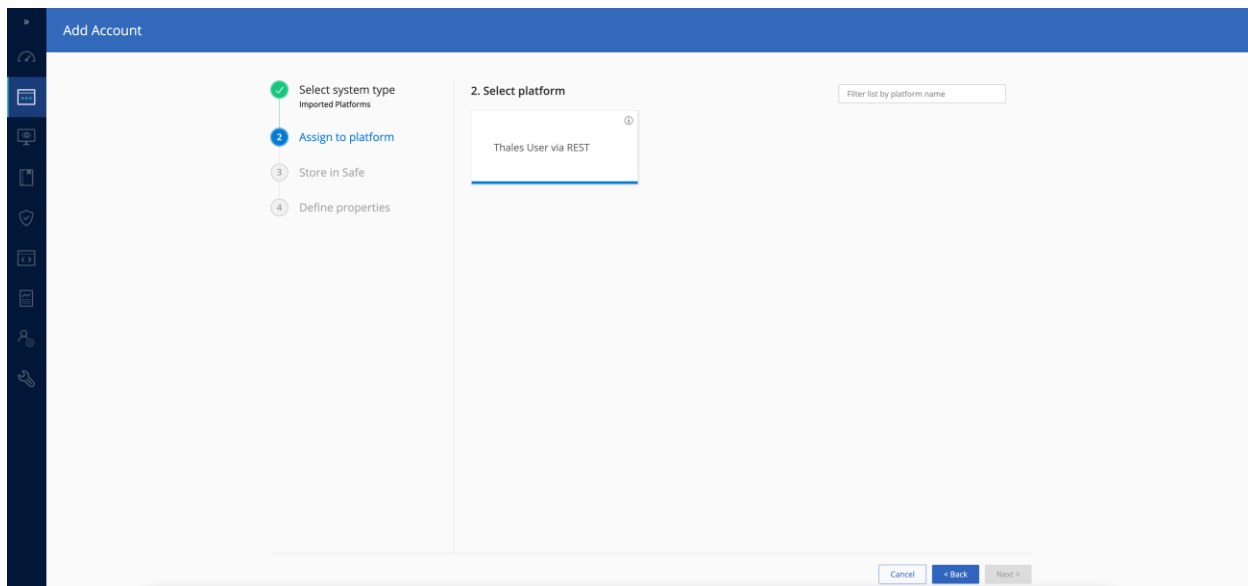 »
Add Account
Select system type
Imported Platforms
2 Assign to platform
3 Store in Safe
4 Define properties
2. Select platform
Filter list by platform name
Thales User via REST
Cancel
< Back
Next >